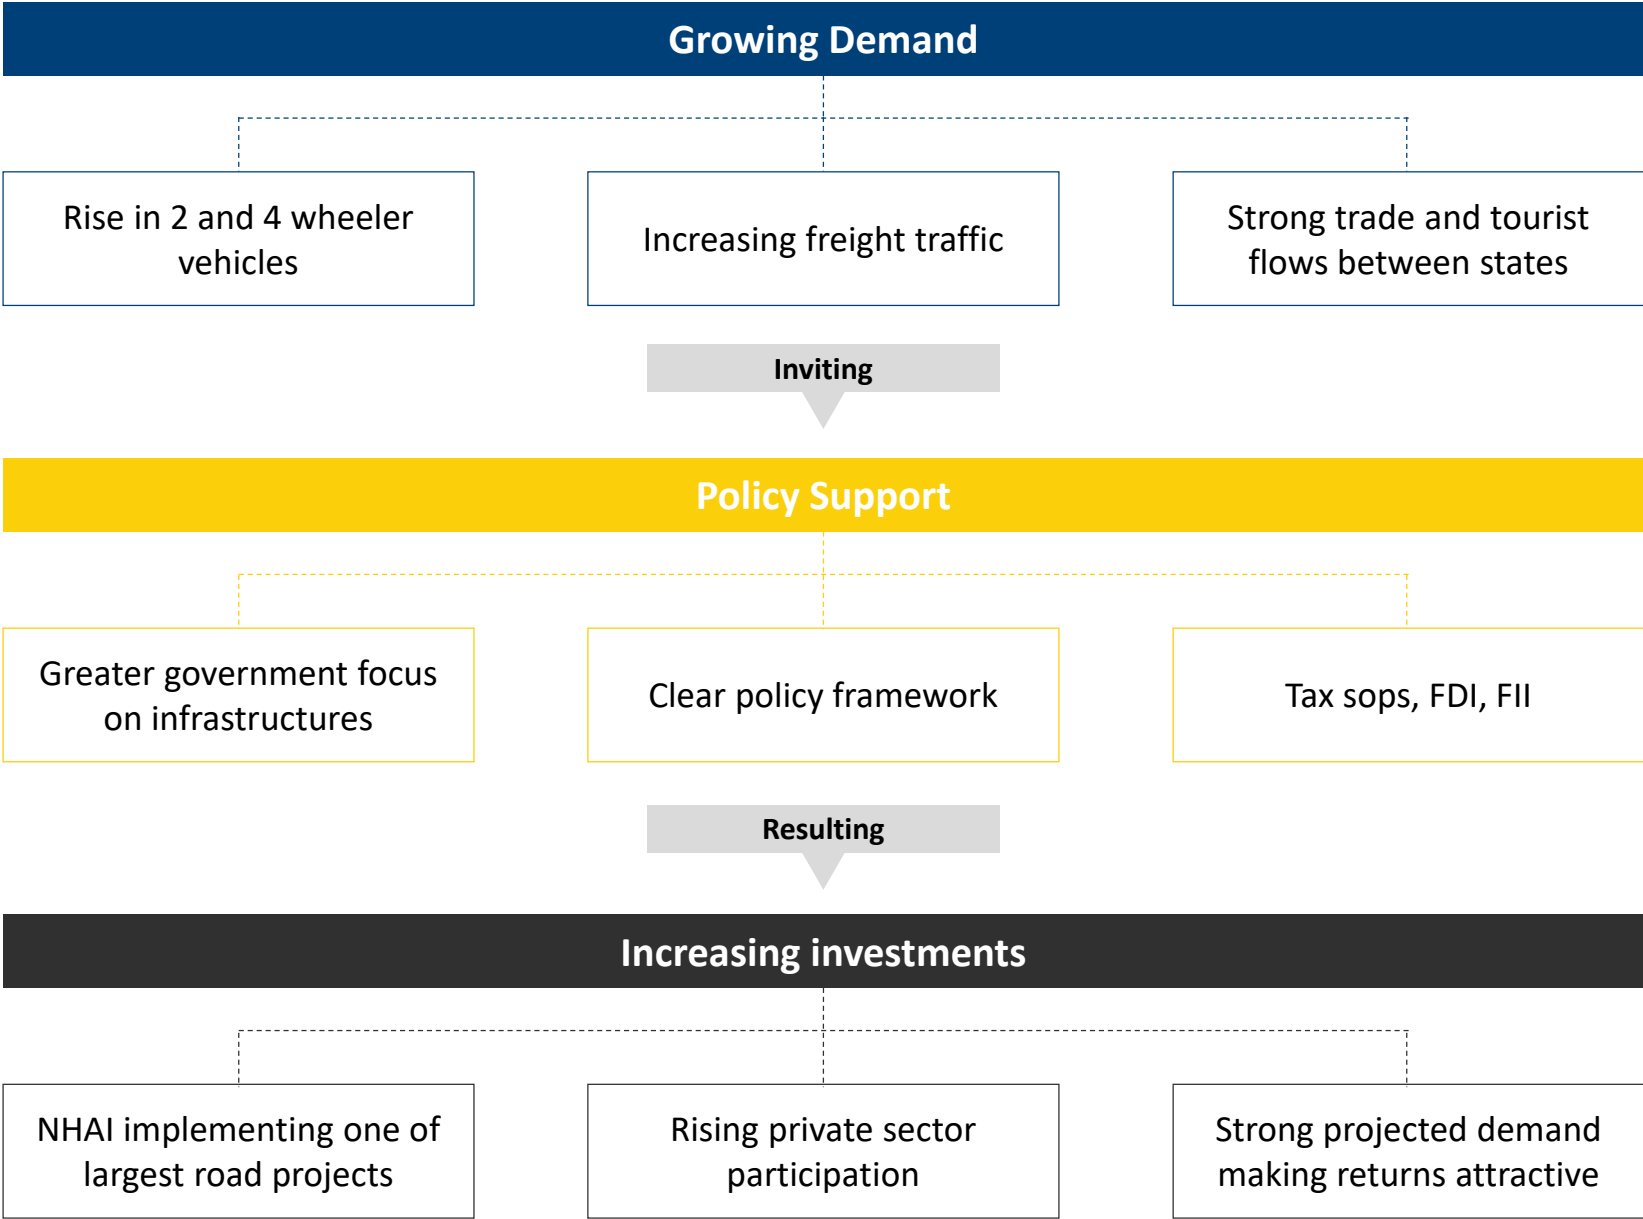 Growing Demand
Rise in 2 and 4 wheeler
vehicles
Increasing freight traffic
Strong trade and tourist
flows between states
Inviting
Policy Support
Greater government focus
on infrastructures
Clear policy framework
Tax sops, FDI, FII
Resulting
Increasing investments
NHAI implementing one of
largest road projects
Rising private sector
participation
Strong projected demand
making returns attractive